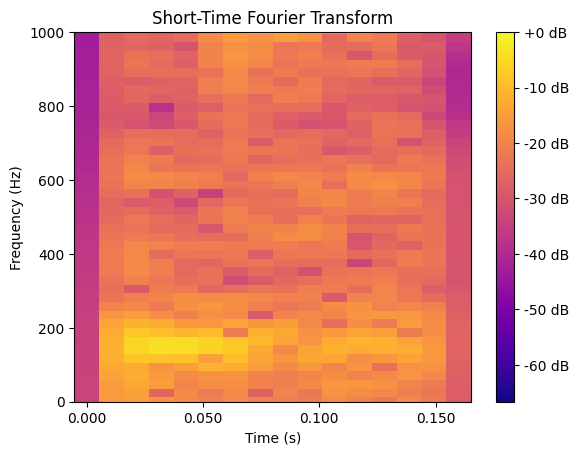 Short-Time Fourier Transform
1000
800
600
400
200
0
Frequency (Hz)
0.000
0.050
0.100
0.150
Time (s)
+0 dB
-10 dB
-20 dB
-30 dB
-40 dB
-50 dB
-60 dB